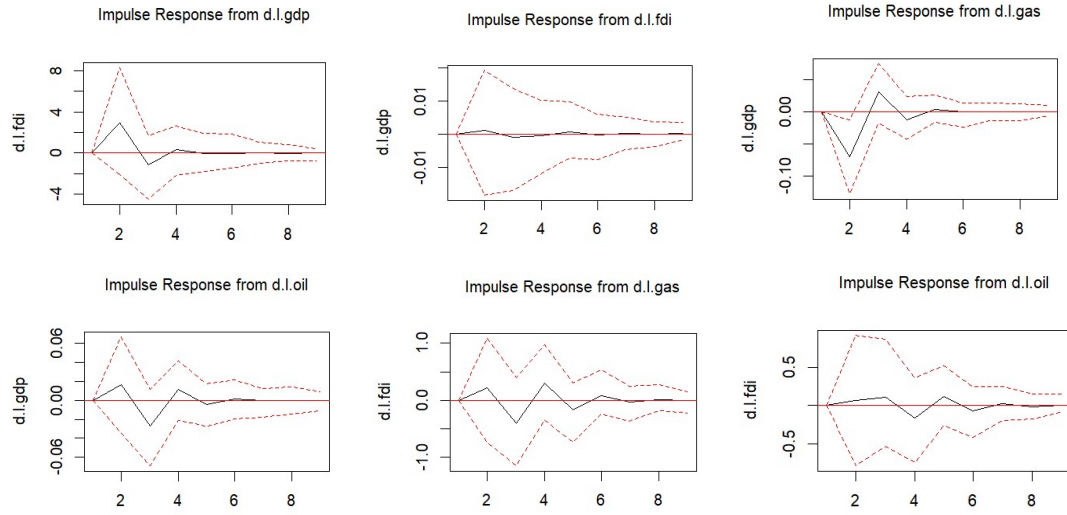 Impulse Response from d.l.gdp
d.l.fdi
8
4
0
-4
2 4 6 8
Impulse Response from d.l.fdi
d.l.gdp
0.01
-0.01
2 4 6 8
Impulse Response from d.l.gas
d.l.gdp
0.00
-0.10
2 4 6 8
Impulse Response from d.l.oil
d.l.gdp
0.06
0.00
-0.06
2 4 6 8
Impulse Response from d.l.gas
d.l.fdi
1.0
0.0
-1.0
2 4 6 8
Impulse Response from d.l.oil
d.l.fdi
0.5
-0.5
2 4 6 8